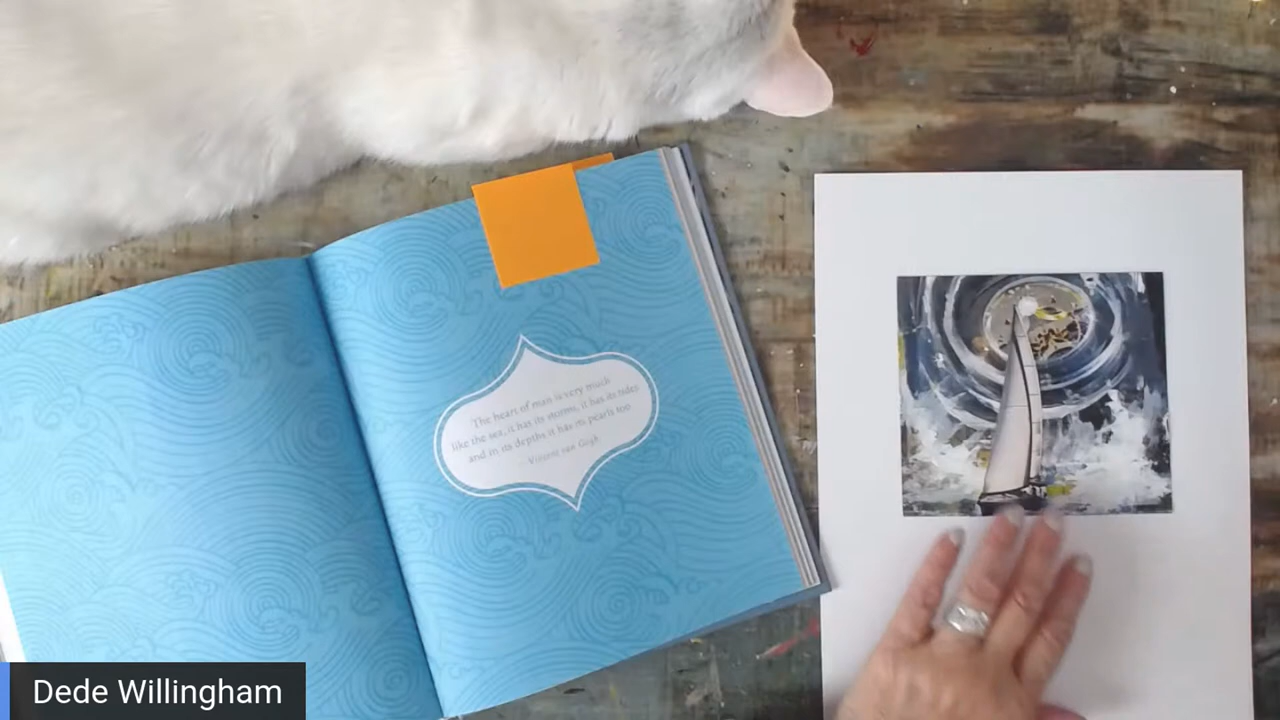 The heart of man is very much
like the sea, it has its storms, it has its tides
and in its depths it has its pearls too
– Vincent van Gogh
Dede Willingham